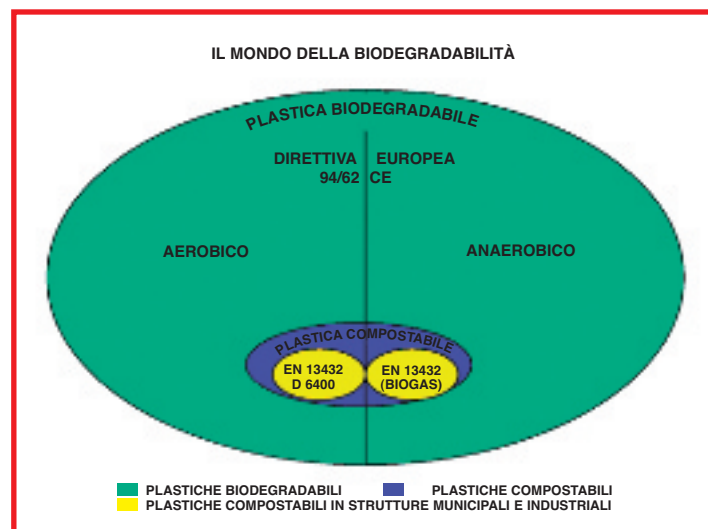 IL MONDO DELLA BIODEGRADABILITÀ
PLASTICA BIODEGRADABILE
DIRETTIVA EUROPEA
94/62 CE
AEROBICO
ANAEROBICO
PLASTICA COMPOSTABILE
EN 13432
D 6400
EN 13432
(BIOGAS)
PLASTICHE BIODEGRADABILI
PLASTICHE COMPOSTABILI
PLASTICHE COMPOSTABILI IN STRUTTURE MUNICIPALI E INDUSTRIALI